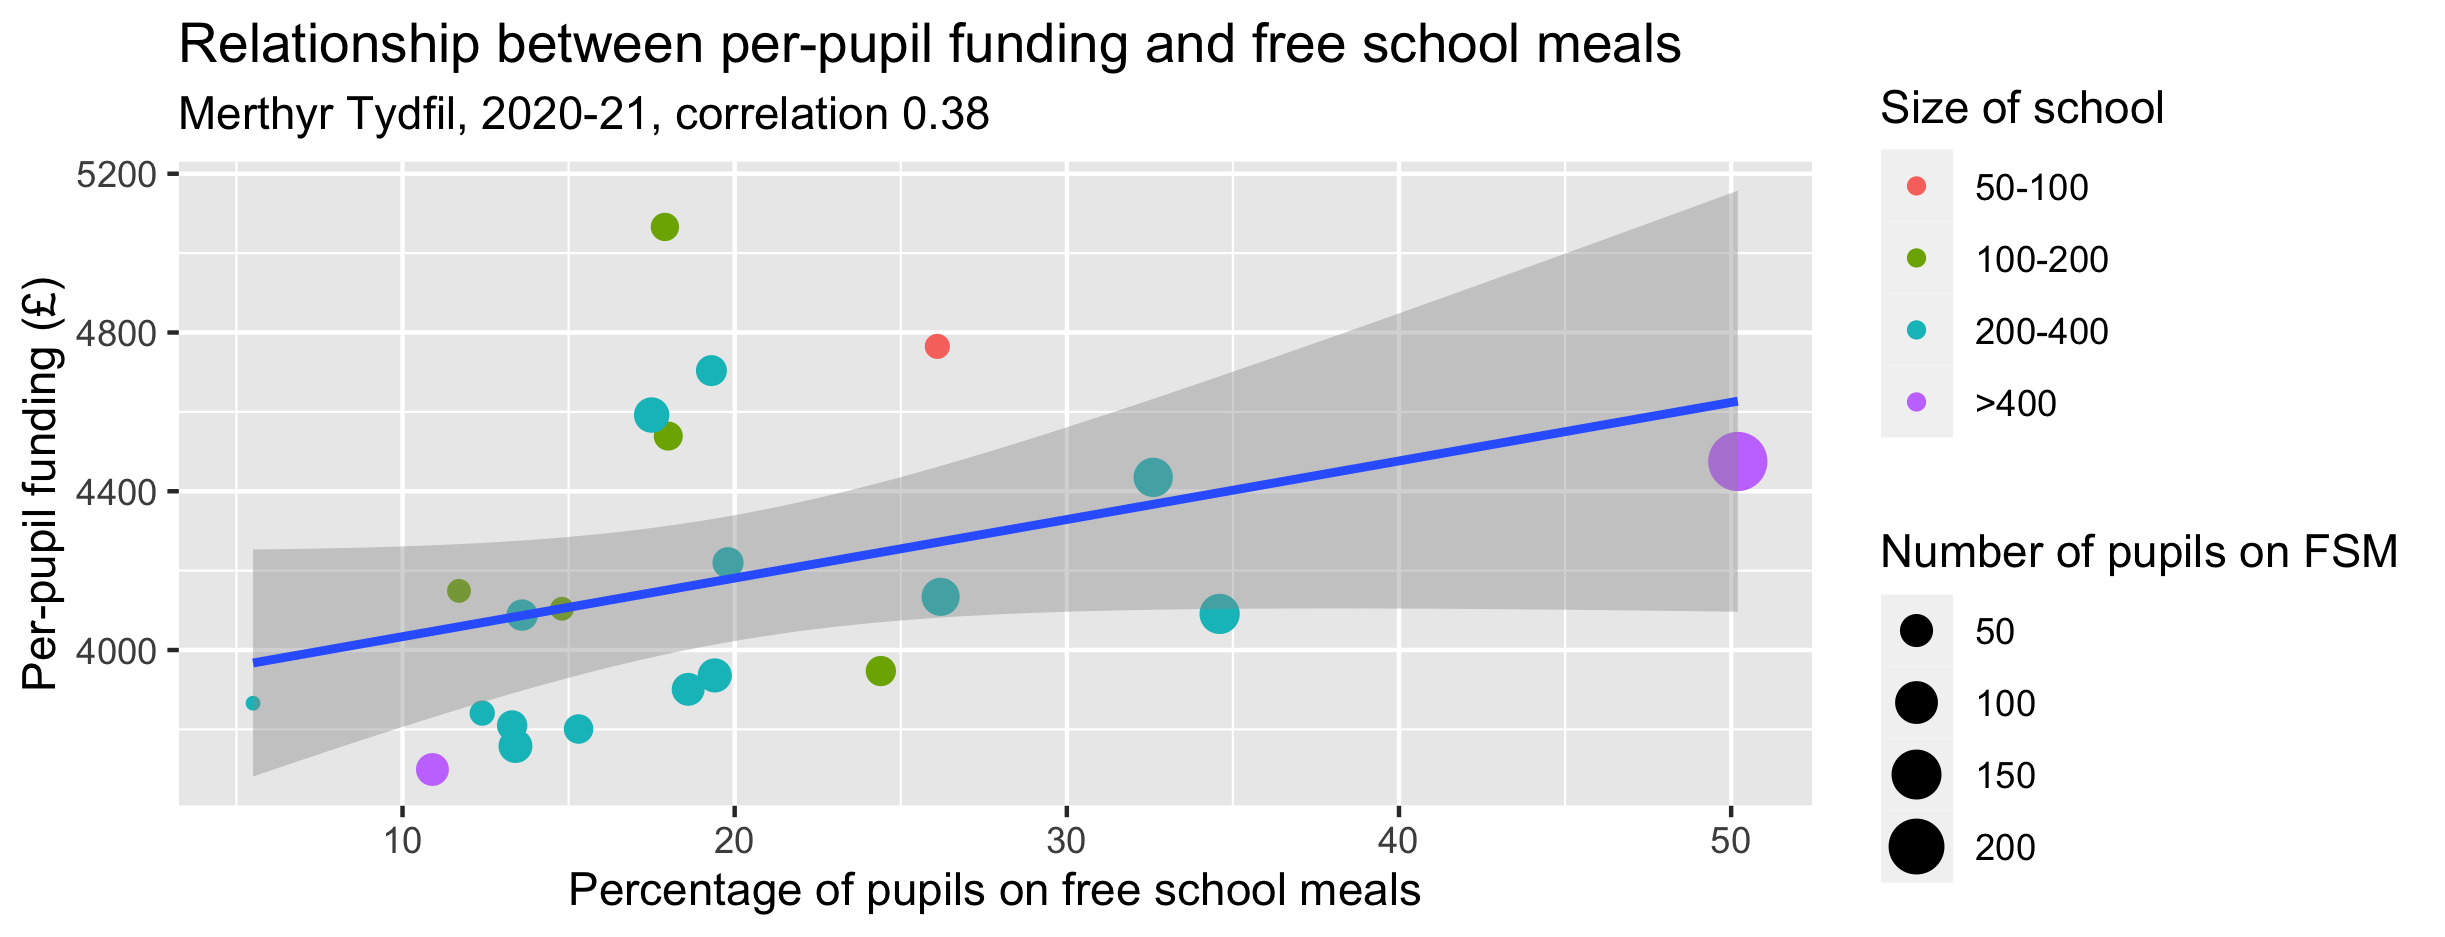 Relationship between per-pupil funding and free school meals
Merthyr Tydfil, 2020-21, correlation 0.38
Per-pupil funding (£)
5200
4800
4400
4000
10 20 30 40 50
Percentage of pupils on free school meals
Size of school
50-100
100-200
200-400
>400
Number of pupils on FSM
50
100
150
200